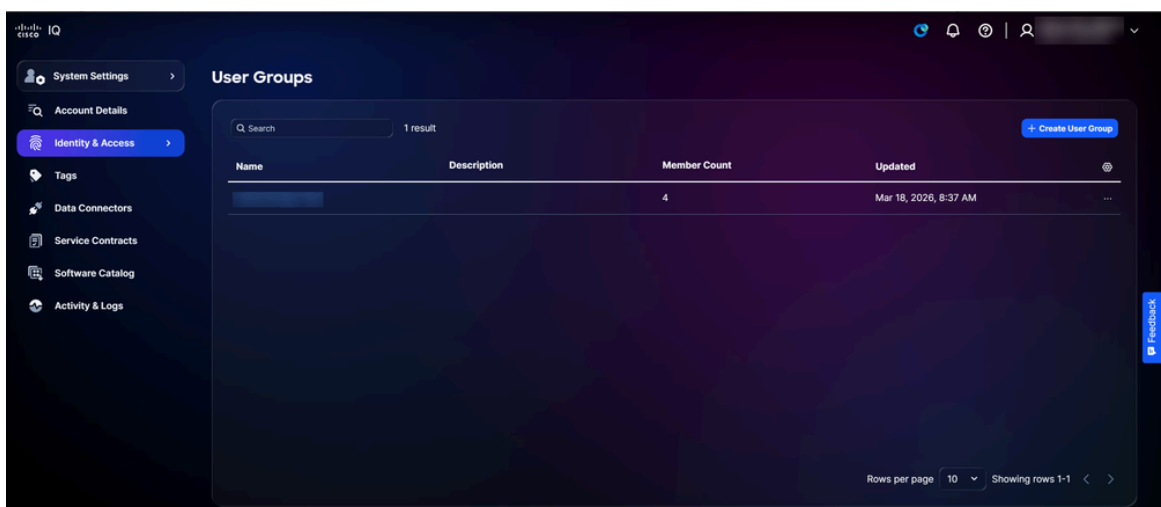 CISCO IQ
System Settings
User Groups
Account Details
Search
1 result
+ Create User Group
Identity & Access
Name
Description
Member Count
Updated
Tags
4
Mar 18, 2026, 8:37 AM
...
Data Connectors
Service Contracts
Software Catalog
Activity & Logs
Feedback
Rows per page
10
Showing rows 1-1